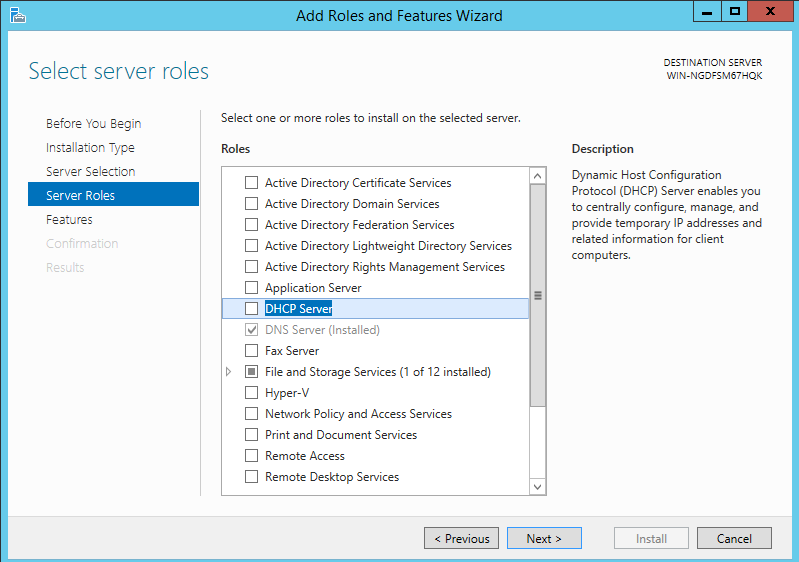 Add Roles and Features Wizard
Select server roles
DESTINATION SERVER
WIN-NGDFSM67HQK
Before You Begin
Installation Type
Server Selection
Server Roles
Features
Confirmation
Results
Select one or more roles to install on the selected server.
Roles
Active Directory Certificate Services
Active Directory Domain Services
Active Directory Federation Services
Active Directory Lightweight Directory Services
Active Directory Rights Management Services
Application Server
DHCP Server
DNS Server (Installed)
Fax Server
File and Storage Services (1 of 12 installed)
Hyper-V
Network Policy and Access Services
Print and Document Services
Remote Access
Remote Desktop Services
Description
Dynamic Host Configuration
Protocol (DHCP) Server enables you
to centrally configure, manage, and
provide temporary IP addresses and
related information for client
computers.
< Previous
Next >
Install
Cancel